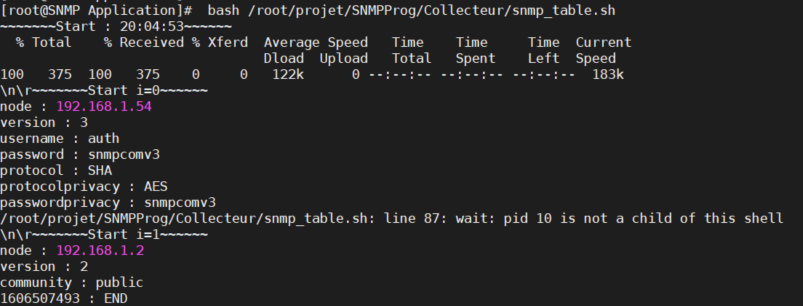 [root@SNMP Application]#  bash /root/projet/SNMPProg/Collecteur/snmp_table.sh
~~~~~~~Start : 20:04:53~~~~~~
  % Total    % Received % Xferd  Average Speed   Time    Time     Time  Current
                                 Dload  Upload   Total   Spent    Left  Speed
100   375  100   375    0     0   122k      0 --:--:-- --:--:-- --:--:--  183k
\n\r~~~~~~~Start i=0~~~~~~
node : 192.168.1.54
version : 3
username : auth
password : snmpcomv3
protocol : SHA
protocolprivacy : AES
passwordprivacy : snmpcomv3
/root/projet/SNMPProg/Collecteur/snmp_table.sh: line 87: wait: pid 10 is not a child of this shell
\n\r~~~~~~~Start i=1~~~~~~
node : 192.168.1.2
version : 2
community : public
1606507493 : END